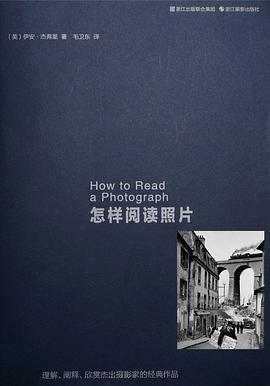 浙江出版联合集团 浙江摄影出版社
(英) 伊安·杰弗里 著 毛卫东 译
How to Read
a Photograph
怎样阅读照片
理解、阐释、欣赏杰出摄影家的经典作品